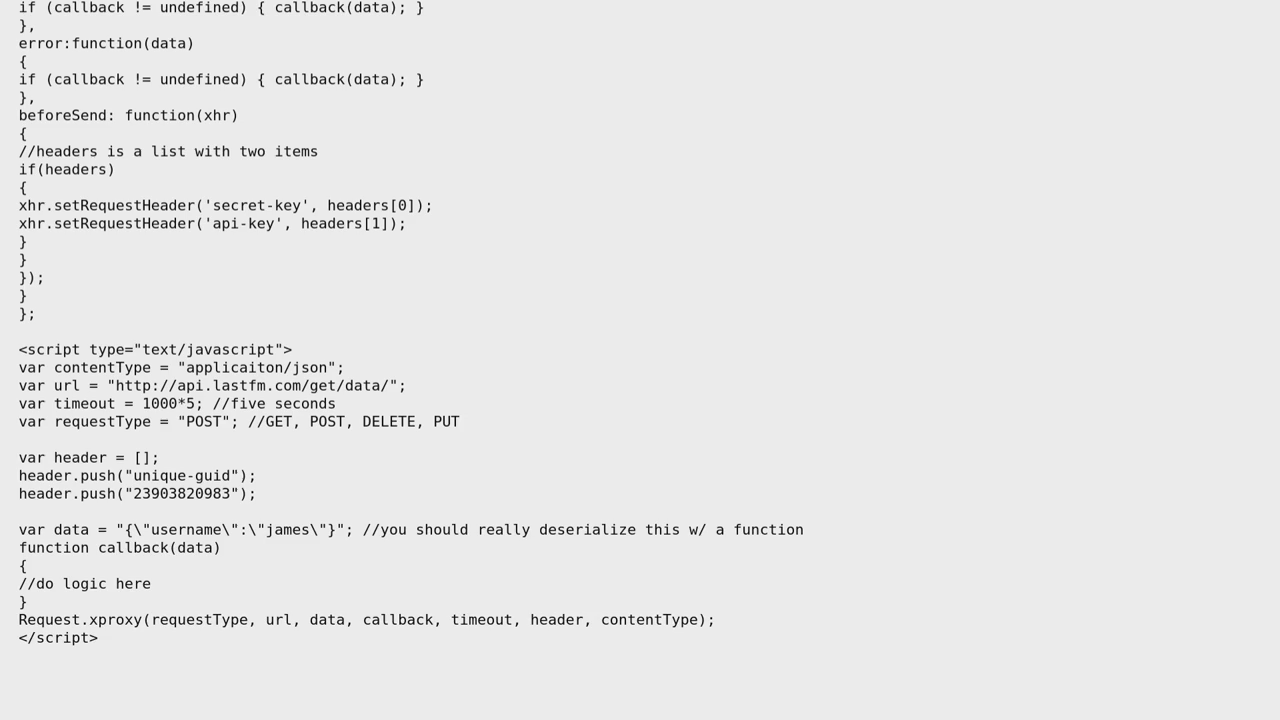 if (callback != undefined) { callback(data); }
},
error:function(data)
{
if (callback != undefined) { callback(data); }
},
beforeSend: function(xhr)
{
//headers is a list with two items
if(headers)
{
xhr.setRequestHeader('secret-key', headers[0]);
xhr.setRequestHeader('api-key', headers[1]);
}
}
});
}
};

<script type="text/javascript">
var contentType = "applicaiton/json";
var url = "http://api.lastfm.com/get/data/";
var timeout = 1000*5; //five seconds
var requestType = "POST"; //GET, POST, DELETE, PUT

var header = [];
header.push("unique-guid");
header.push("23903820983");

var data = "{\"username\":\"james\"}"; //you should really deserialize this w/ a function
function callback(data)
{
//do logic here
}
Request.xproxy(requestType, url, data, callback, timeout, header, contentType);
</script>